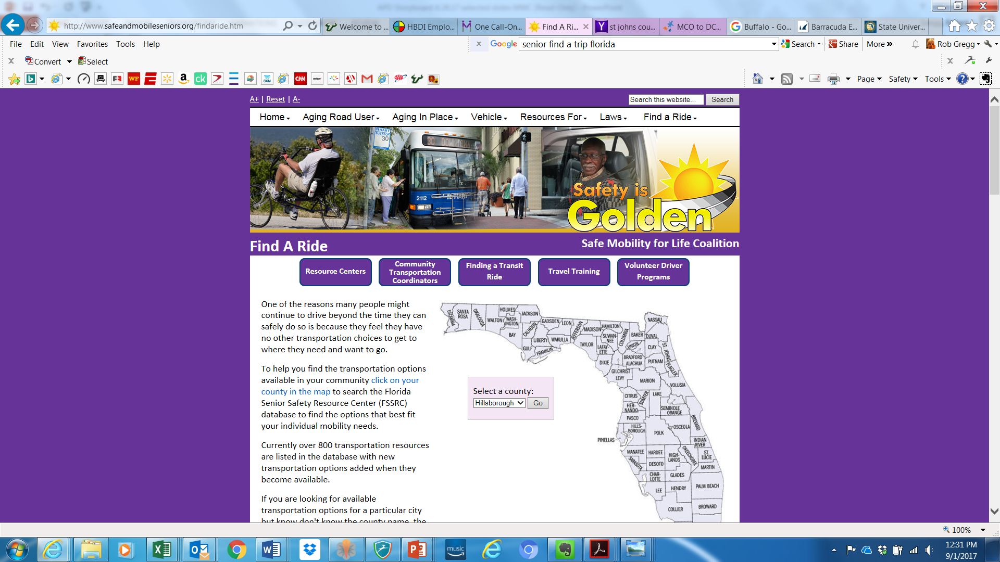 http://www.safeandmobileseniors.org/findaride.htm
Welcome to ...
HBDI Emplo...
One Call-On...
Find A Ri...
st johns cou...
MCO to DC...
Buffalo - Go...
Barracuda E...
State Univer...
File Edit View Favorites Tools Help
x Google senior find a trip florida Search Share More » Rob Gregg
x Convert Select
Page Safety Tools
A+ | Reset | A-
Search this website... Search
Home Aging Road User Aging In Place Vehicle Resources For Laws Find a Ride
HART
BUS STOP
30
30 DOWNTOWN
2112
HART
Safety is
Golden
Find A Ride
Safe Mobility for Life Coalition
Resource Centers
Community
Transportation
Coordinators
Finding a Transit
Ride
Travel Training
Volunteer Driver
Programs
One of the reasons many people might
continue to drive beyond the time they can
safely do so is because they feel they have
no other transportation choices to get to
where they need and want to go.
To help you find the transportation options
available in your community click on your
county in the map to search the Florida
Senior Safety Resource Center (FSSRC)
database to find the options that best fit
your individual mobility needs.
Currently over 800 transportation resources
are listed in the database with new
transportation options added when they
become available.
If you are looking for available
transportation options for a particular city
but know don't know the county name, the
Select a county:
Hillsborough Go
ESCAMBIA
SANTA
ROSA
OKALOOSA
WALTON
HOLMES
WASH-
INGTON
JACKSON
BAY
CALHOUN
GULF
GADSDEN
LIBERTY
FRANKLIN
LEON
WAKULLA
JEFFERSON
MADISON
TAYLOR
HAMILTON
SUWAN-
NEE
LAFAY-
ETTE
DIXIE
COLUMBIA
GILCHRIST
LEVY
BAKER
UNION
BRADFORD
ALACHUA
NASSAU
DUVAL
CLAY
ST. JOHNS
PUTNAM
FLAGLER
MARION
VOLUSIA
CITRUS
SUMTER
LAKE
HER-
NANDO
SEMINOLE
ORANGE
PASCO
BREVARD
HILLS-
BOROUGH
POLK
OSCEOLA
PINELLAS
INDIAN
RIVER
MANATEE
HARDEE
HIGH-
LANDS
OKEECHOBEE
ST.
LUCIE
SARASOTA
DESOTO
MARTIN
CHAR-
LOTTE
GLADES
LEE
HENDRY
PALM BEACH
COLLIER
BROWARD
100%
music
12:31 PM
9/1/2017